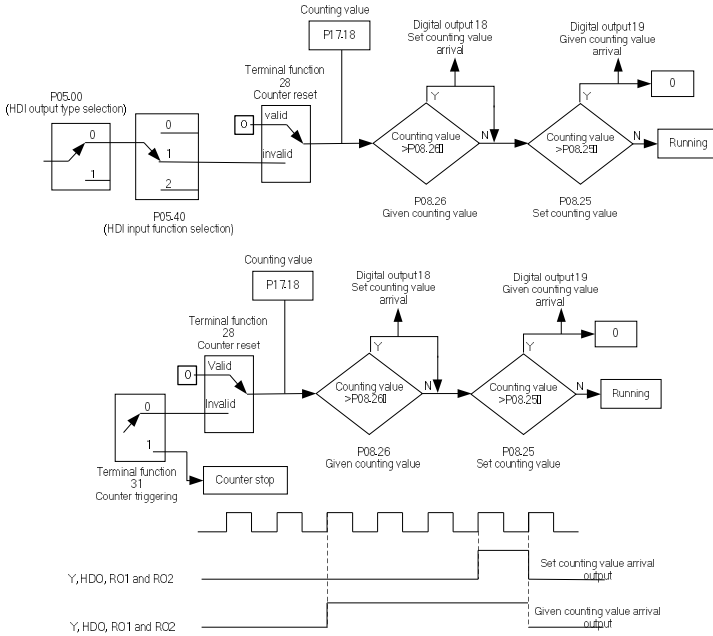 Counting value
P17.18
Digital output 18
Set counting value
arrival
Digital output 19
Given counting value
arrival
0
P05.00
(HDI output type selection)
Terminal function
28
Counter reset
valid
0
invalid
0
1
0
1
2
Y
N
Counting value
>P08.26
Y
N
Counting value
>P08.25
Running
P05.40
(HDI input function selection)
P08.26
Given counting value
P08.25
Set counting value
Counting value
P17.18
Digital output 18
Set counting value
arrival
Digital output 19
Given counting value
arrival
0
Terminal function
28
Counter reset
Valid
0
Invalid
Y
N
Counting value
>P08.26
Y
N
Counting value
>P08.25
Running
0
1
Terminal function
31
Counter triggering
Counter stop
P08.26
Given counting value
P08.25
Set counting value
Y, HDO, RO1 and RO2
Set counting value arrival
output
Y, HDO, RO1 and RO2
Given counting value arrival
output